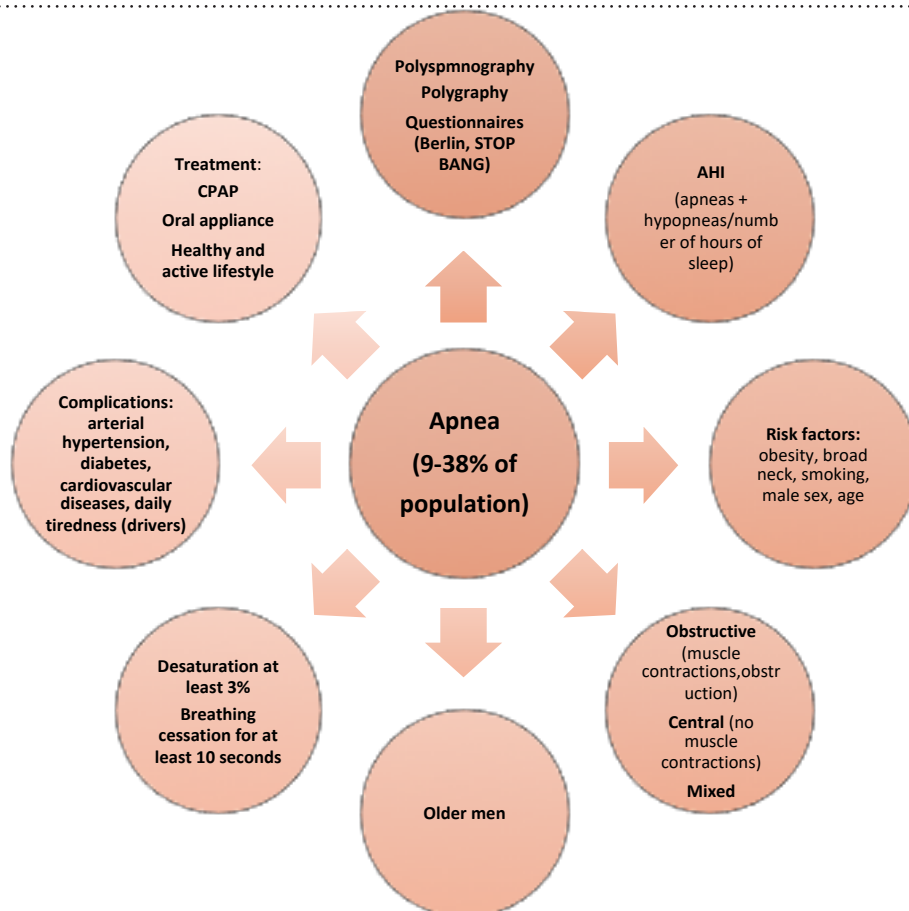 Polyspmnography
Polygraphy
Questionnaires
(Berlin, STOP
BANG)
AHI
(apneas +
hypopneas/numb
er of hours of
sleep)
Risk factors:
obesity, broad
neck, smoking,
male sex, age
Obstructive
(muscle
contractions,obstr
uction)
Central (no
muscle
contractions)
Mixed
Older men
Desaturation at
least 3%
Breathing
cessation for at
least 10 seconds
Complications:
arterial
hypertension,
diabetes,
cardiovascular
diseases, daily
tiredness (drivers)
Treatment:
CPAP
Oral appliance
Healthy and
active lifestyle
Apnea
(9-38% of
population)